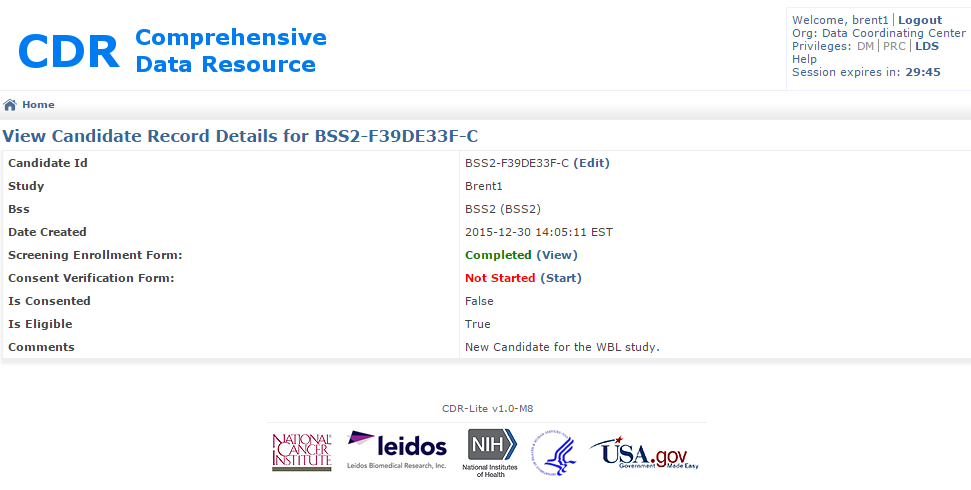 CDR Comprehensive Data Resource
Welcome, brent1 | Logout
Org: Data Coordinating Center
Privileges: DM | PRC | LDS
Help
Session expires in: 29:45
Home
View Candidate Record Details for BSS2-F39DE33F-C
Candidate Id BSS2-F39DE33F-C (Edit)
Study Brent1
Bss BSS2 (BSS2)
Date Created 2015-12-30 14:05:11 EST
Screening Enrollment Form: Completed (View)
Consent Verification Form: Not Started (Start)
Is Consented False
Is Eligible True
Comments New Candidate for the WBL study.
CDR-Lite v1.0-M8
NATIONAL CANCER INSTITUTE
leidos
Leidos Biomedical Research, Inc.
NIH
National Institutes of Health
USA.gov
Government Made Easy